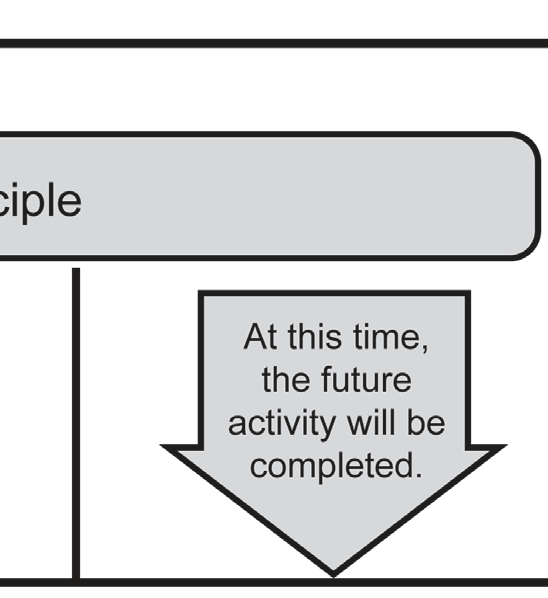 ciple
At this time,
the future
activity will be
completed.